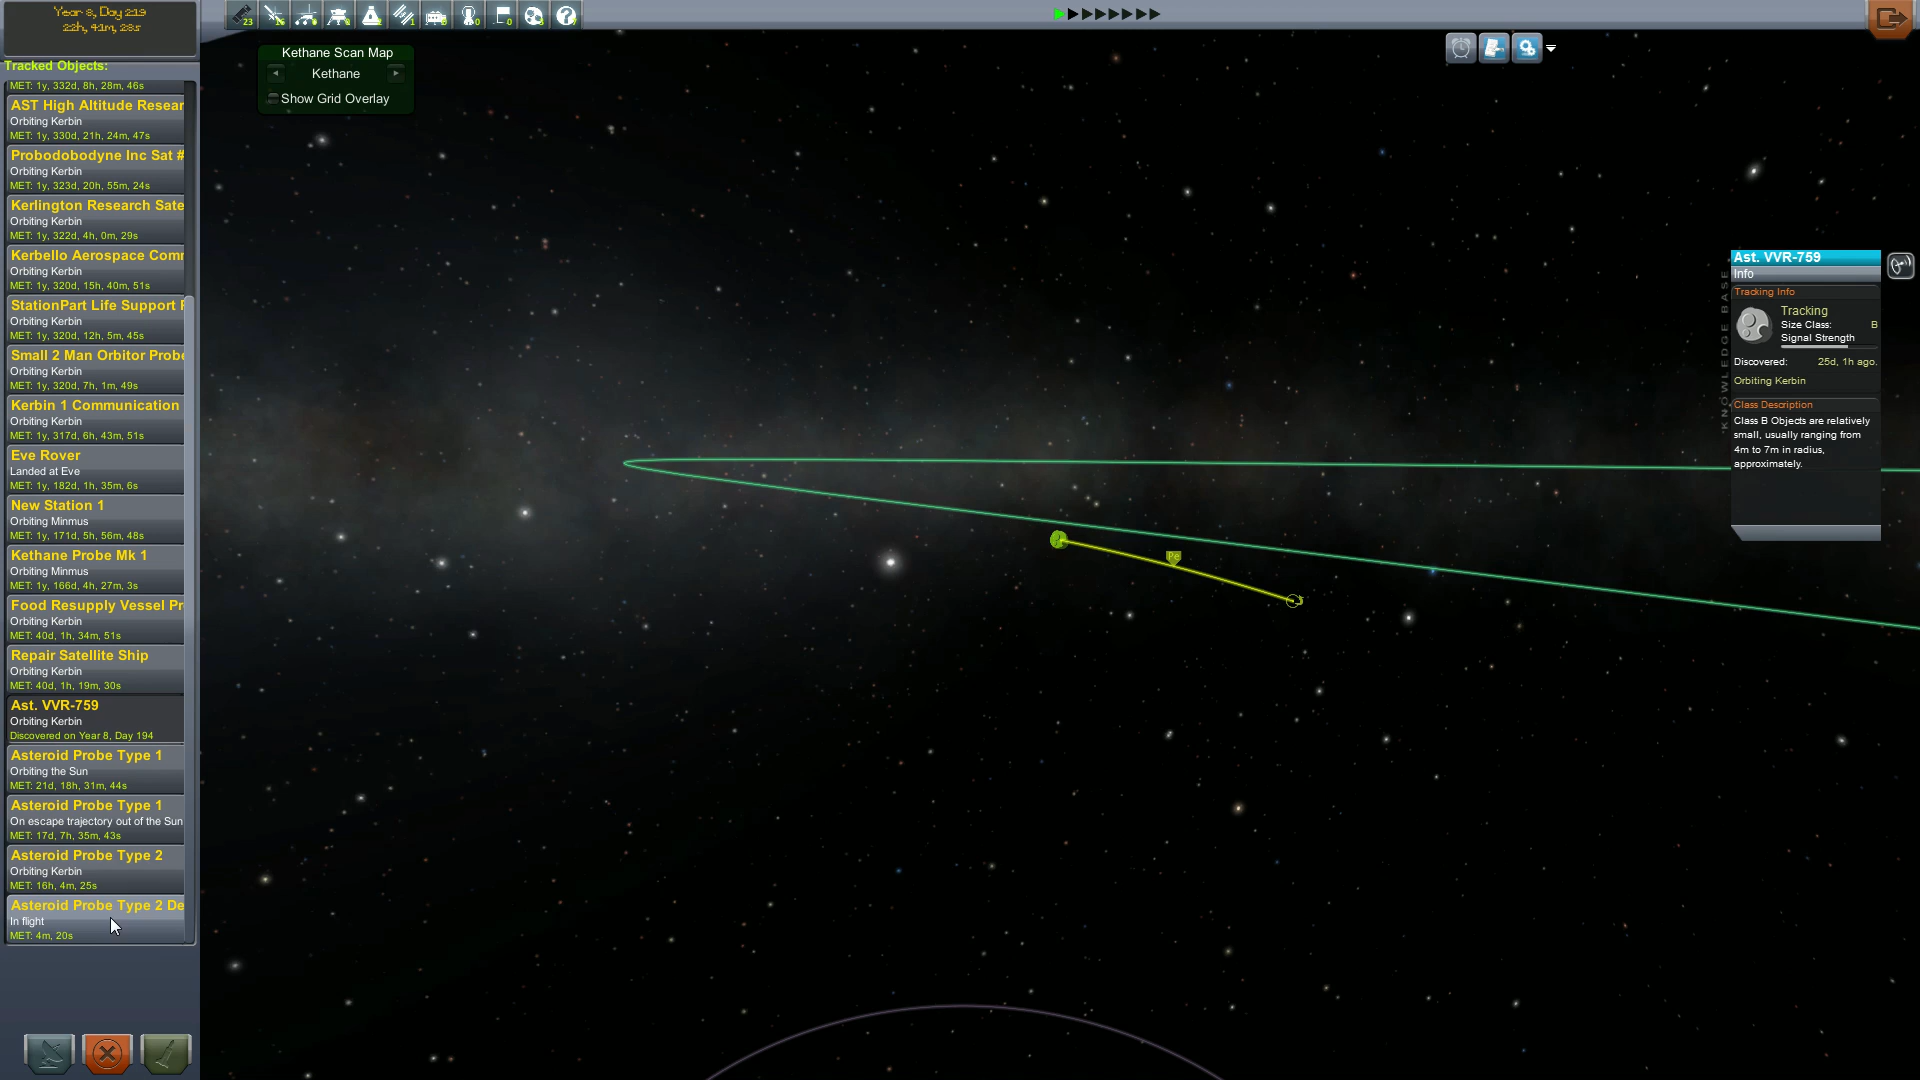 Year 8, Day 219
22h, 41m, 28s
Tracked Objects:
MET: 1y, 332d, 8h, 28m, 46s
AST High Altitude Resear
Orbiting Kerbin
MET: 1y, 330d, 21h, 24m, 47s
Probodobodyne Inc Sat #
Orbiting Kerbin
MET: 1y, 323d, 20h, 55m, 24s
Kerlington Research Sate
Orbiting Kerbin
MET: 1y, 322d, 4h, 0m, 29s
Kerbello Aerospace Comm
Orbiting Kerbin
MET: 1y, 320d, 15h, 40m, 51s
StationPart Life Support F
Orbiting Kerbin
MET: 1y, 320d, 12h, 5m, 45s
Small 2 Man Orbitor Probe
Orbiting Kerbin
MET: 1y, 320d, 7h, 1m, 49s
Kerbin 1 Communication
Orbiting Kerbin
MET: 1y, 317d, 6h, 43m, 51s
Eve Rover
Landed at Eve
MET: 1y, 182d, 1h, 35m, 6s
New Station 1
Orbiting Minmus
MET: 1y, 171d, 5h, 56m, 48s
Kethane Probe Mk 1
Orbiting Minmus
MET: 1y, 166d, 4h, 27m, 3s
Food Resupply Vessel Pr
Orbiting Kerbin
MET: 40d, 1h, 34m, 51s
Repair Satellite Ship
Orbiting Kerbin
MET: 40d, 1h, 19m, 30s
Ast. VVR-759
Orbiting Kerbin
Discovered on Year 8, Day 194
Asteroid Probe Type 1
Orbiting the Sun
MET: 21d, 18h, 31m, 44s
Asteroid Probe Type 1
On escape trajectory out of the Sun
MET: 17d, 7h, 35m, 43s
Asteroid Probe Type 2
Orbiting Kerbin
MET: 16h, 4m, 25s
Asteroid Probe Type 2 De
In flight
MET: 4m, 20s
23
Kethane Scan Map
Kethane
Show Grid Overlay
Pe
Ast. VVR-759
Info
KNOWLEDGE BASE
Tracking Info
Tracking
Size Class: B
Signal Strength
Discovered: 25d, 1h ago.
Orbiting Kerbin
Class Description
Class B Objects are relatively
small, usually ranging from
4m to 7m in radius,
approximately.